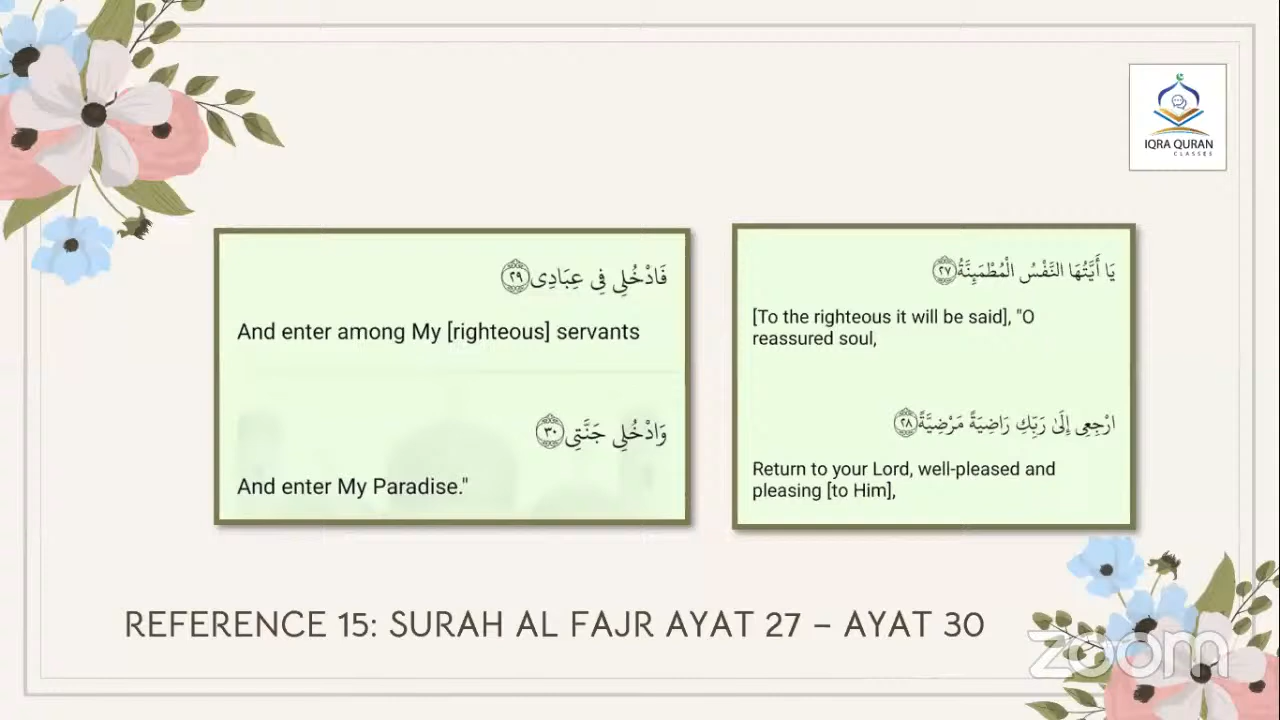 IQRA QURAN
CLASSES
يَا أَيَّتُهَا النَّفْسُ الْمُطْمَئِنَّةُ ۝٢٧
[To the righteous it will be said], "O
reassured soul,
ارْجِعِى إِلَىٰ رَبِّكِ رَاضِيَةً مَرْضِيَّةً ۝٢٨
Return to your Lord, well-pleased and
pleasing [to Him],
فَادْخُلِى فِى عِبَادِى ۝٢٩
And enter among My [righteous] servants
وَادْخُلِى جَنَّتِى ۝٣٠
And enter My Paradise."
REFERENCE 15: SURAH AL FAJR AYAT 27 – AYAT 30
zoom